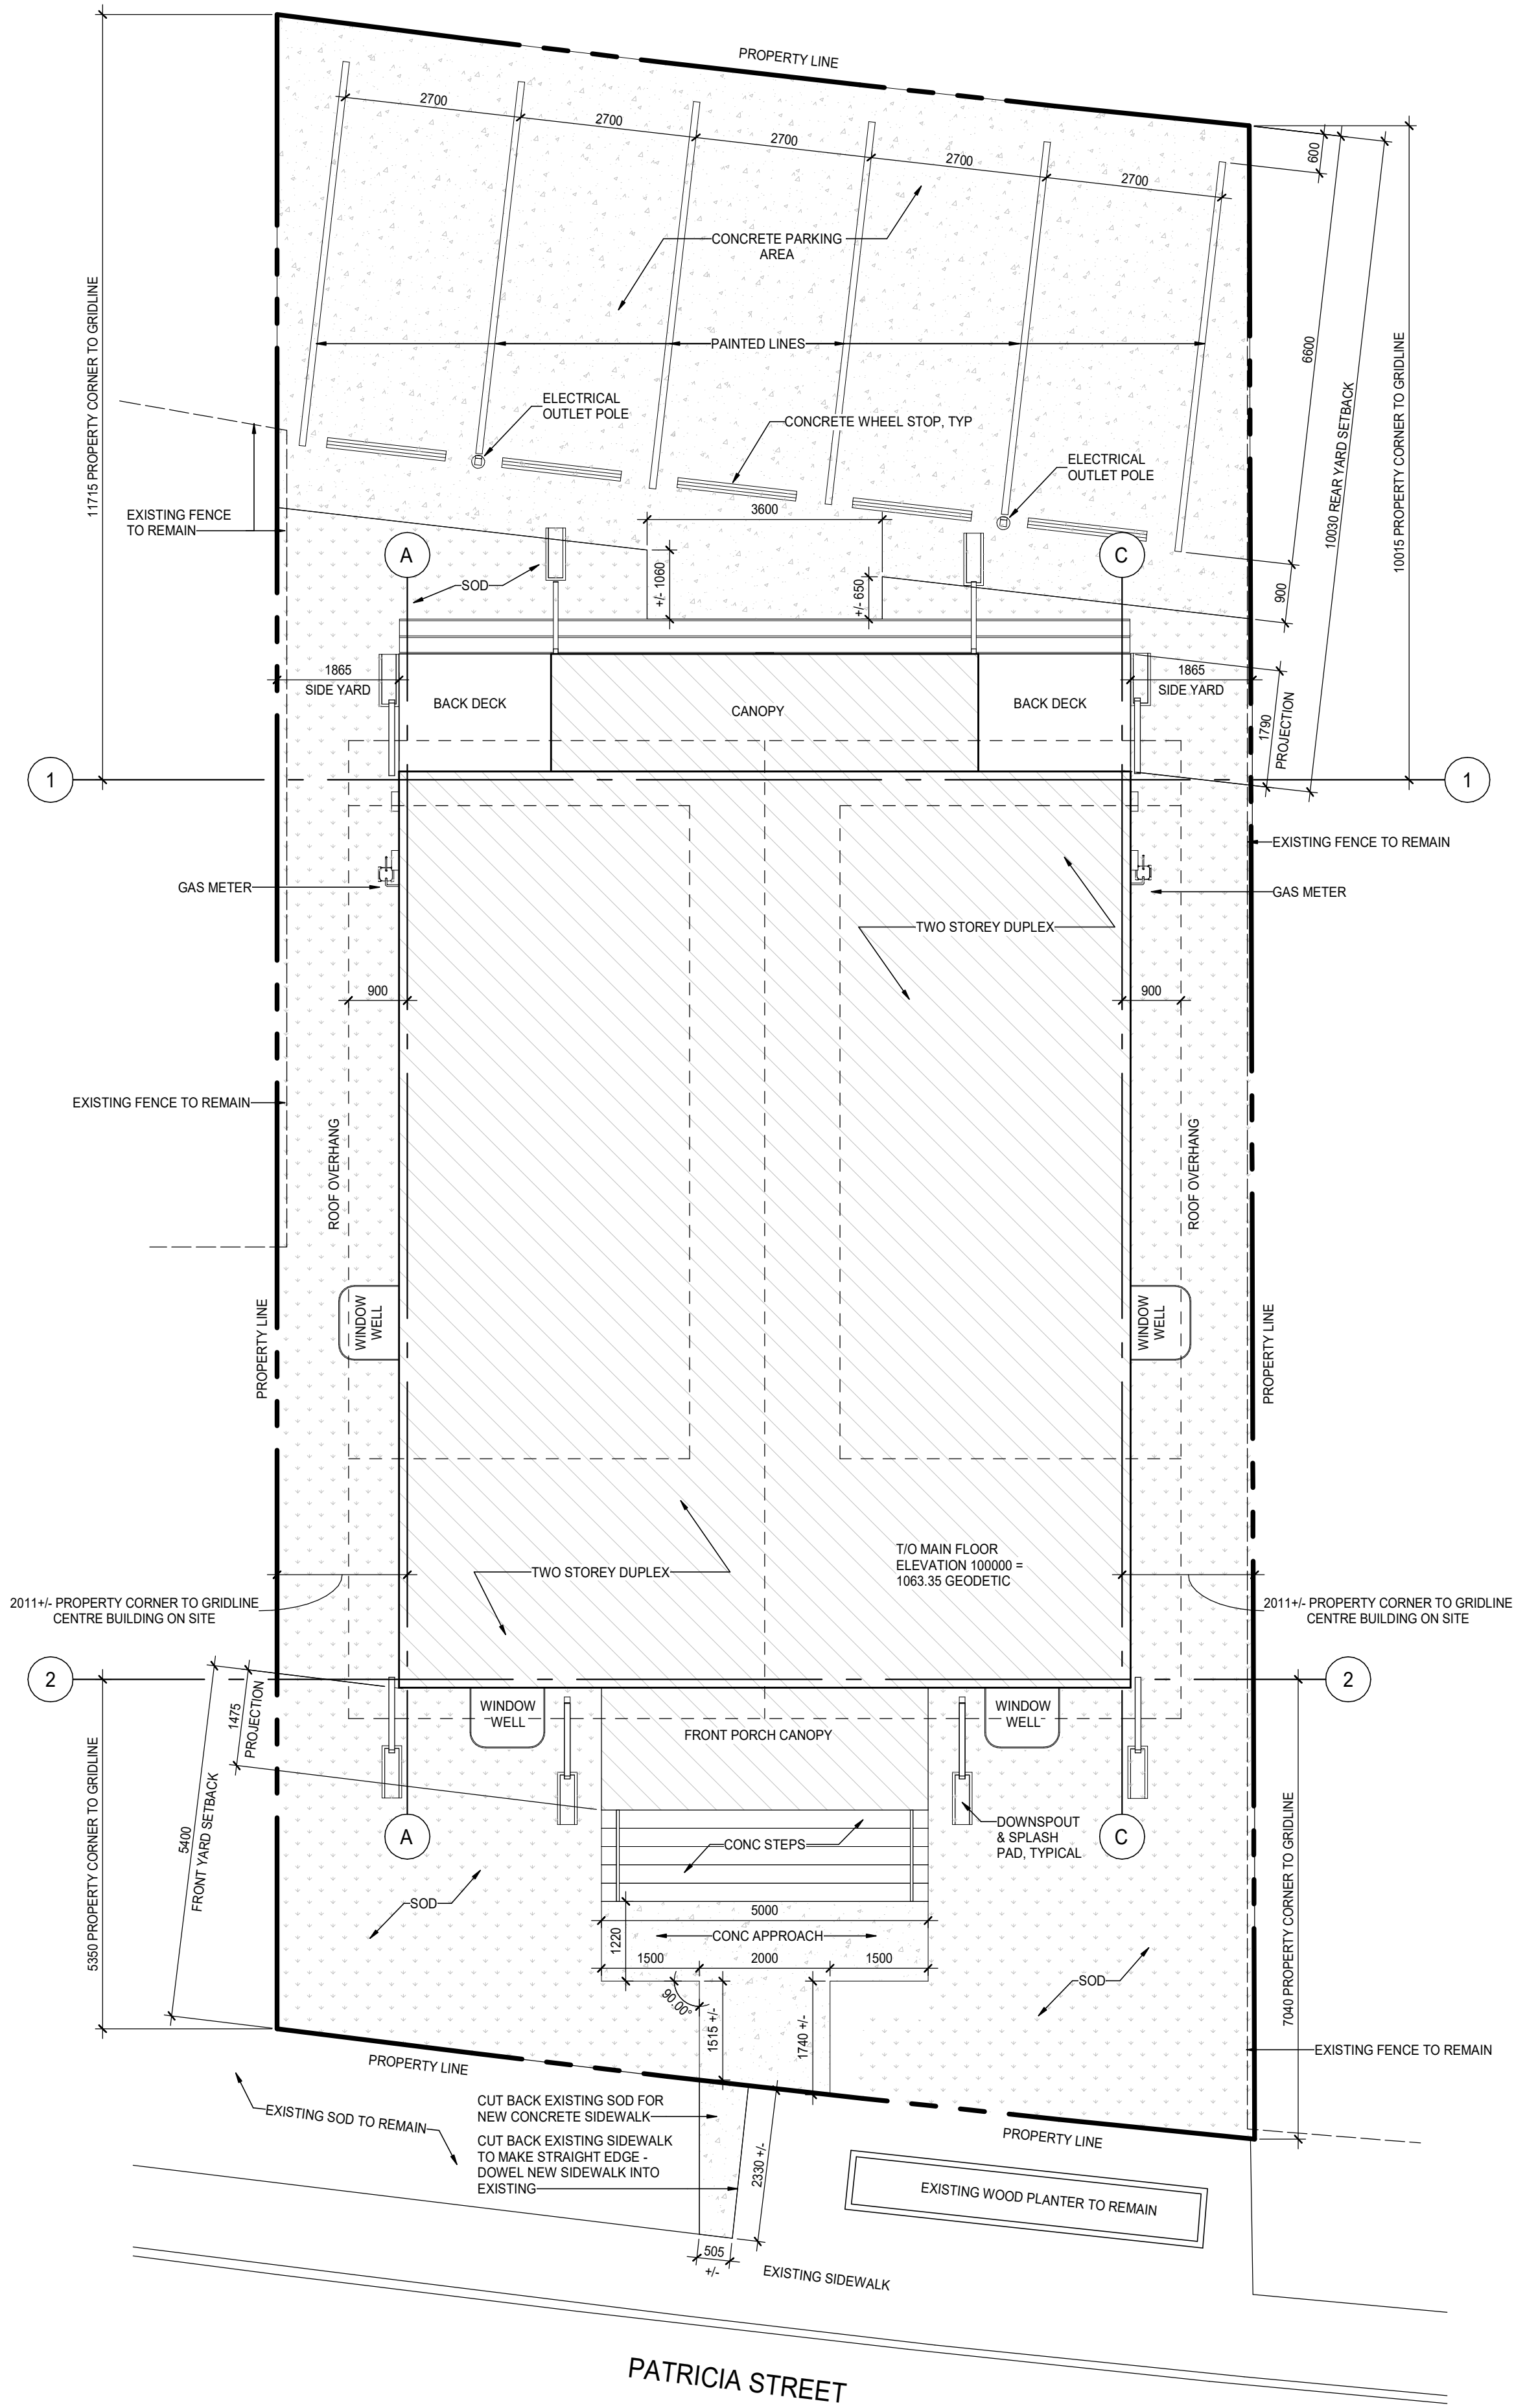 PROPERTY LINE
2700
2700
2700
2700
2700
600
CONCRETE PARKING
AREA
11715 PROPERTY CORNER TO GRIDLINE
PAINTED LINES
6600
10030 REAR YARD SETBACK
10015 PROPERTY CORNER TO GRIDLINE
ELECTRICAL
OUTLET POLE
CONCRETE WHEEL STOP, TYP
ELECTRICAL
OUTLET POLE
EXISTING FENCE
TO REMAIN
3600
A
C
SOD
+/- 1060
+/- 650
900
1865
SIDE YARD
BACK DECK
CANOPY
BACK DECK
1865
SIDE YARD
1790
PROJECTION
1
1
EXISTING FENCE TO REMAIN
GAS METER
GAS METER
TWO STOREY DUPLEX
900
900
EXISTING FENCE TO REMAIN
ROOF OVERHANG
ROOF OVERHANG
WINDOW
WELL
WINDOW
WELL
PROPERTY LINE
PROPERTY LINE
T/O MAIN FLOOR
ELEVATION 100000 =
1063.35 GEODETIC
TWO STOREY DUPLEX
2011+/- PROPERTY CORNER TO GRIDLINE
CENTRE BUILDING ON SITE
2011+/- PROPERTY CORNER TO GRIDLINE
CENTRE BUILDING ON SITE
2
2
1475
PROJECTION
WINDOW
WELL
FRONT PORCH CANOPY
WINDOW
WELL
5350 PROPERTY CORNER TO GRIDLINE
5400
FRONT YARD SETBACK
A
CONC STEPS
DOWNSPOUT
& SPLASH
PAD, TYPICAL
C
7040 PROPERTY CORNER TO GRIDLINE
SOD
5000
1220
CONC APPROACH
1500
2000
1500
SOD
90.00°
1515 +/-
1740 +/-
EXISTING FENCE TO REMAIN
PROPERTY LINE
EXISTING SOD TO REMAIN
CUT BACK EXISTING SOD FOR
NEW CONCRETE SIDEWALK
CUT BACK EXISTING SIDEWALK
TO MAKE STRAIGHT EDGE -
DOWEL NEW SIDEWALK INTO
EXISTING
2330 +/-
PROPERTY LINE
EXISTING WOOD PLANTER TO REMAIN
505
+/-
EXISTING SIDEWALK
PATRICIA STREET